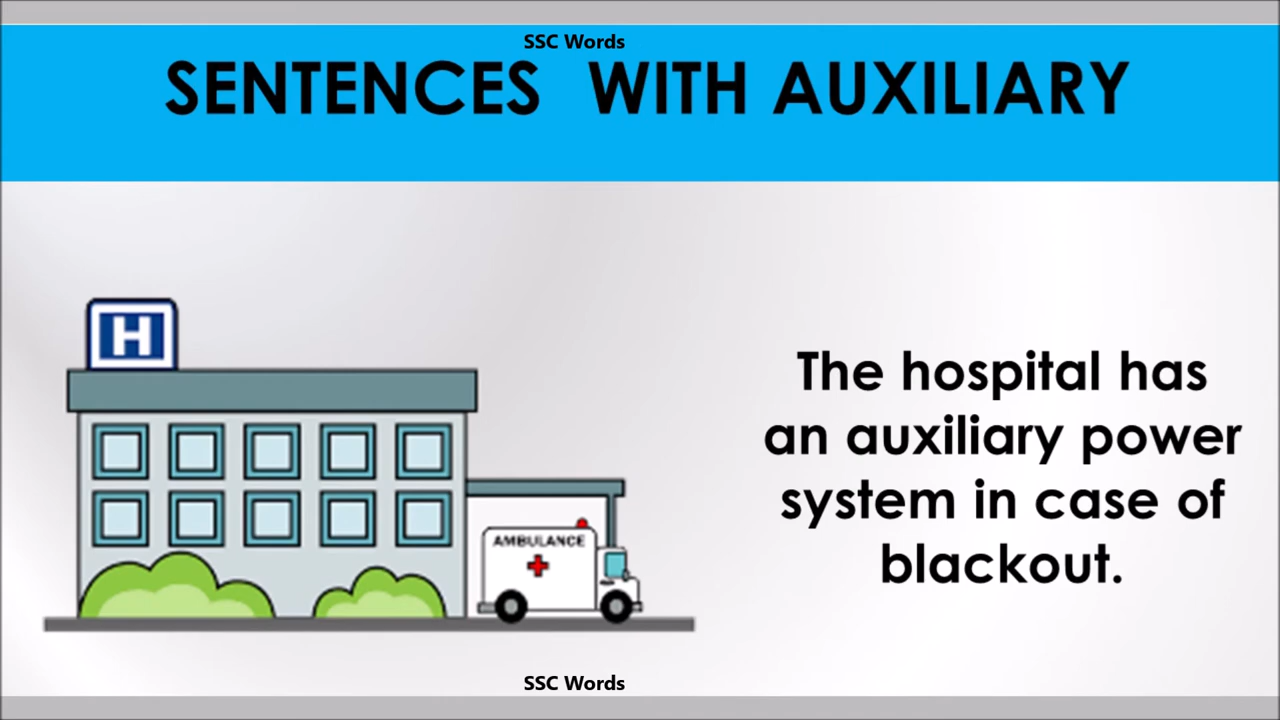 SSC Words
SENTENCES WITH AUXILIARY
H
The hospital has
an auxiliary power
system in case of
blackout.
AMBULANCE
SSC Words